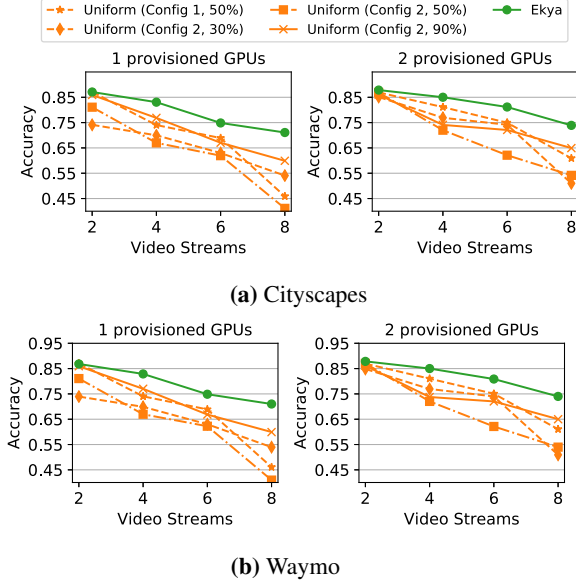 Uniform (Config 1, 50%) Uniform (Config 2, 50%) Ekya
Uniform (Config 2, 30%) Uniform (Config 2, 90%)
1 provisioned GPUs 2 provisioned GPUs
0.85 0.85
0.75 0.75
0.65 0.65
0.55 0.55
0.45 0.45
Accuracy Accuracy
2 4 6 8 2 4 6 8
Video Streams Video Streams
(a) Cityscapes
1 provisioned GPUs 2 provisioned GPUs
0.95 0.95
0.85 0.85
0.75 0.75
0.65 0.65
0.55 0.55
0.45 0.45
Accuracy Accuracy
2 4 6 8 2 4 6 8
Video Streams Video Streams
(b) Waymo